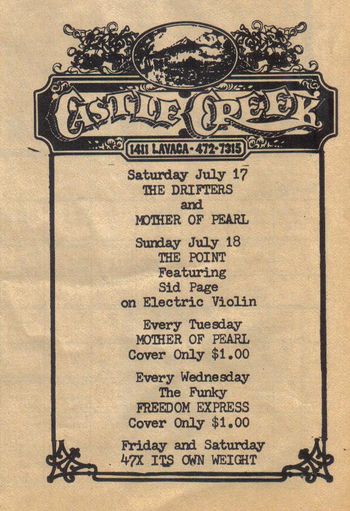 CASTLE CREEK
1411 LAVACA - 472-7315
Saturday July 17
THE DRIFTERS
and
MOTHER OF PEARL
Sunday July 18
THE POINT
Featuring
Sid Page
on Electric Violin
Every Tuesday
MOTHER OF PEARL
Cover Only $1.00
Every Wednesday
The Funky
FREEDOM EXPRESS
Cover Only $1.00
Friday and Saturday
47X ITS OWN WEIGHT